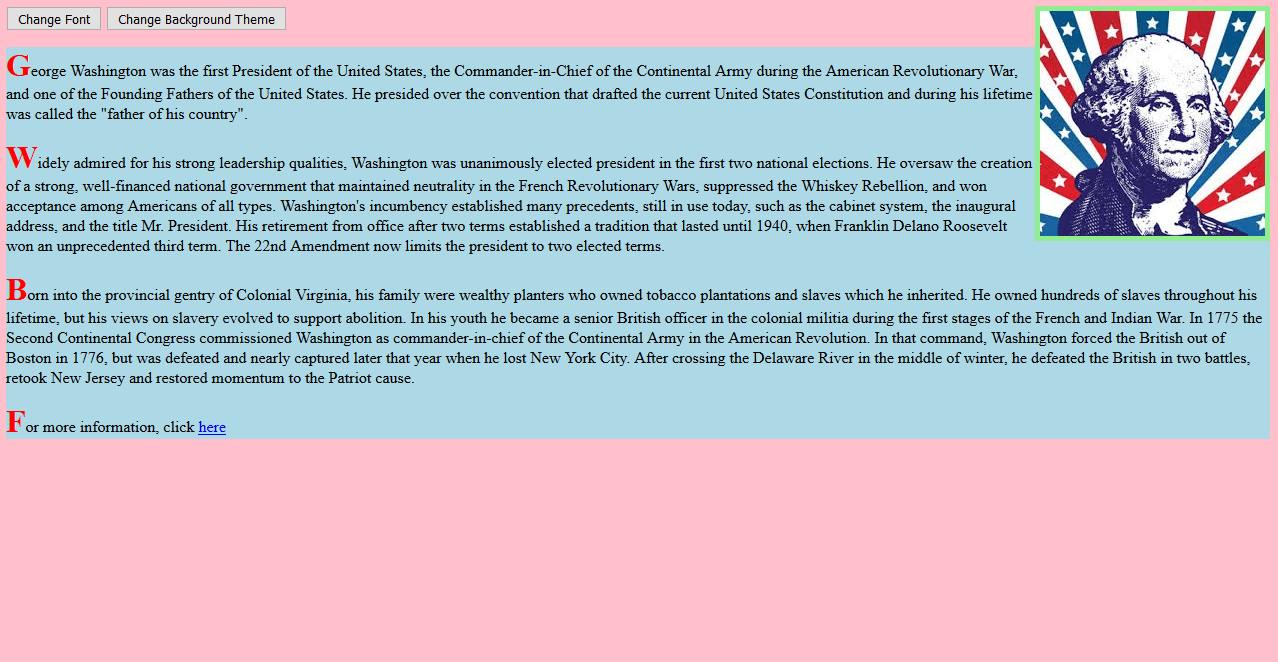 Change Font Change Background Theme
George Washington was the first President of the United States, the Commander-in-Chief of the Continental Army during the American Revolutionary War,
and one of the Founding Fathers of the United States. He presided over the convention that drafted the current United States Constitution and during his lifetime
was called the "father of his country".
Widely admired for his strong leadership qualities, Washington was unanimously elected president in the first two national elections. He oversaw the creation
of a strong, well-financed national government that maintained neutrality in the French Revolutionary Wars, suppressed the Whiskey Rebellion, and won
acceptance among Americans of all types. Washington's incumbency established many precedents, still in use today, such as the cabinet system, the inaugural
address, and the title Mr. President. His retirement from office after two terms established a tradition that lasted until 1940, when Franklin Delano Roosevelt
won an unprecedented third term. The 22nd Amendment now limits the president to two elected terms.
Born into the provincial gentry of Colonial Virginia, his family were wealthy planters who owned tobacco plantations and slaves which he inherited. He owned hundreds of slaves throughout his
lifetime, but his views on slavery evolved to support abolition. In his youth he became a senior British officer in the colonial militia during the first stages of the French and Indian War. In 1775 the
Second Continental Congress commissioned Washington as commander-in-chief of the Continental Army in the American Revolution. In that command, Washington forced the British out of
Boston in 1776, but was defeated and nearly captured later that year when he lost New York City. After crossing the Delaware River in the middle of winter, he defeated the British in two battles,
retook New Jersey and restored momentum to the Patriot cause.
For more information, click here